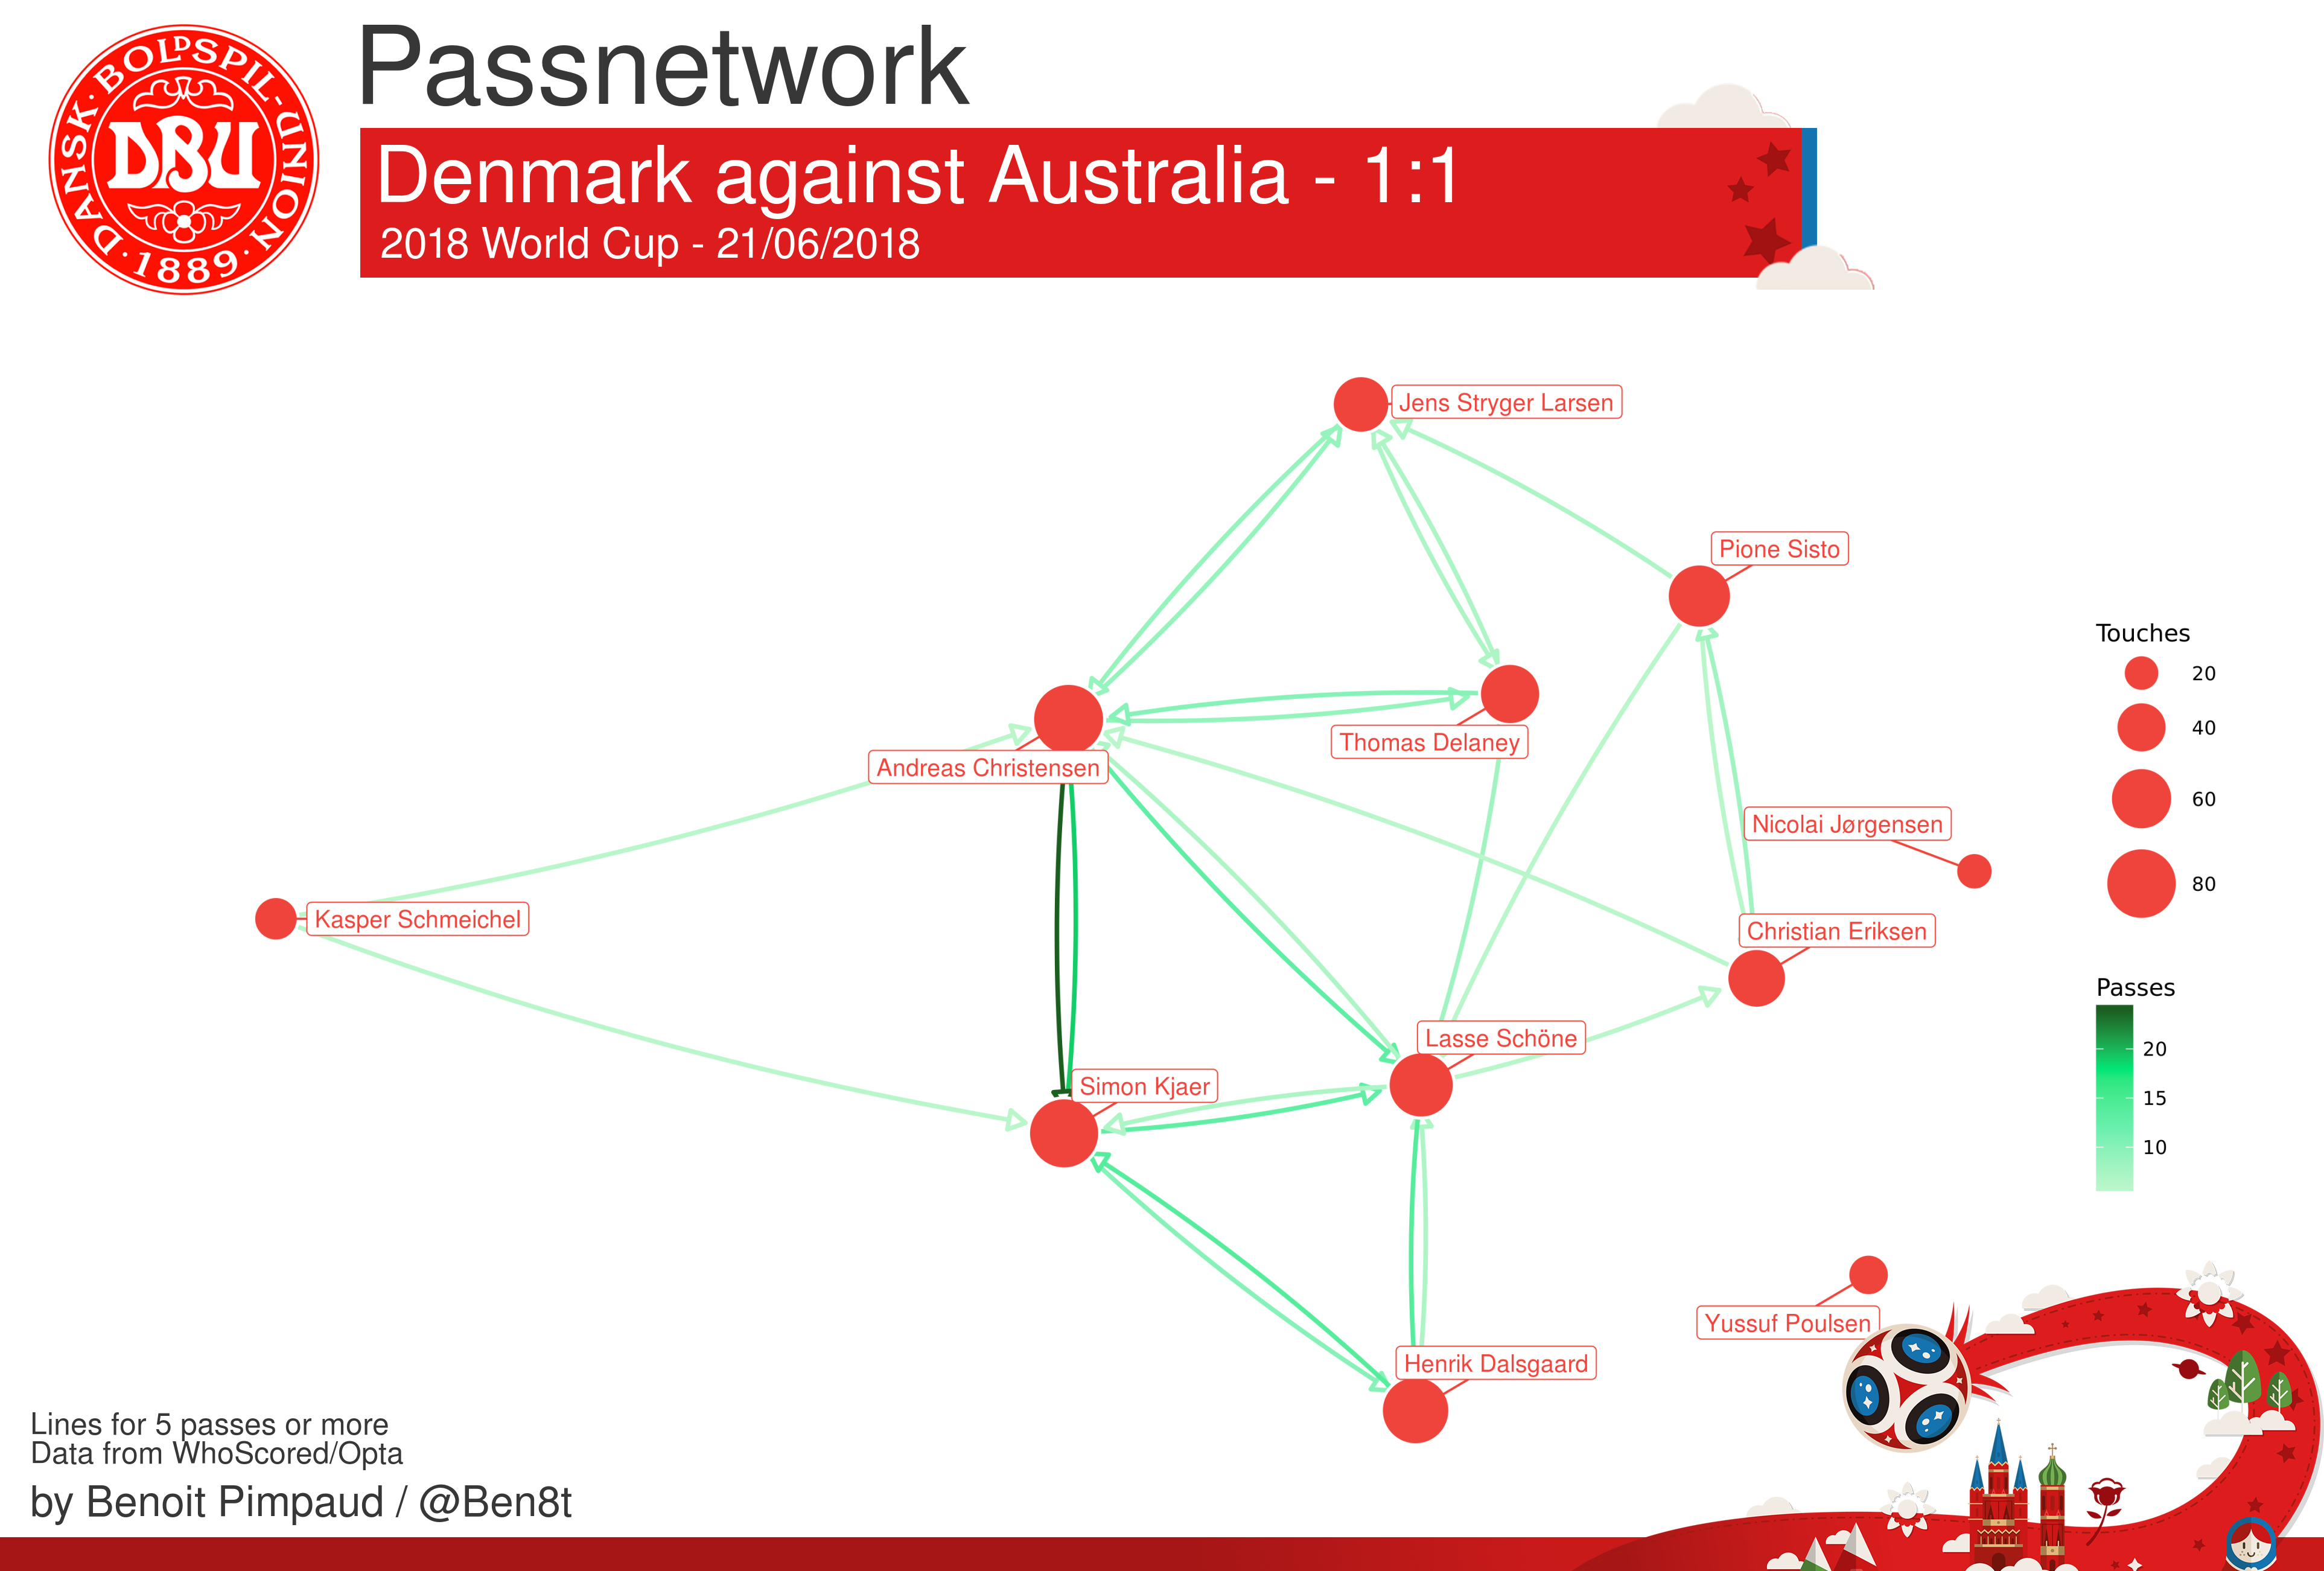 DANSK · BOLDSPIL-UNION · 1889 ·
DBU
Passnetwork
Denmark against Australia - 1:1
2018 World Cup - 21/06/2018
Jens Stryger Larsen
Pione Sisto
Thomas Delaney
Andreas Christensen
Nicolai Jørgensen
Kasper Schmeichel
Christian Eriksen
Lasse Schöne
Simon Kjaer
Yussuf Poulsen
Henrik Dalsgaard
Touches
20
40
60
80
Passes
20
15
10
Lines for 5 passes or more
Data from WhoScored/Opta
by Benoit Pimpaud / @Ben8t